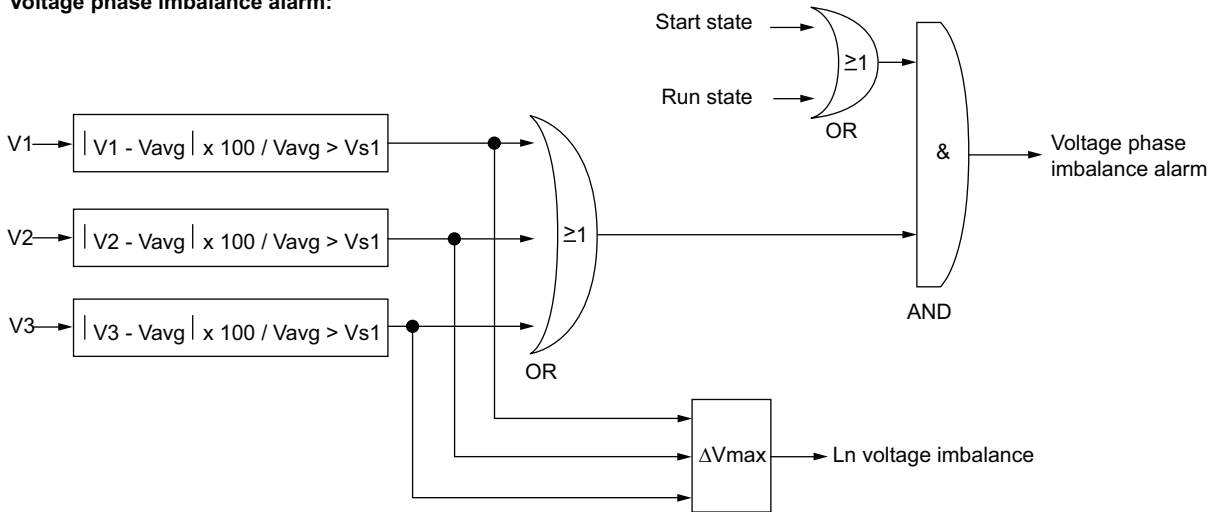 Voltage phase imbalance alarm:
Start state
≥1
Run state
OR
V1
| V1 - Vavg | x 100 / Vavg > Vs1
&
Voltage phase
imbalance alarm
V2
| V2 - Vavg | x 100 / Vavg > Vs1
≥1
V3
| V3 - Vavg | x 100 / Vavg > Vs1
AND
OR
ΔVmax
Ln voltage imbalance